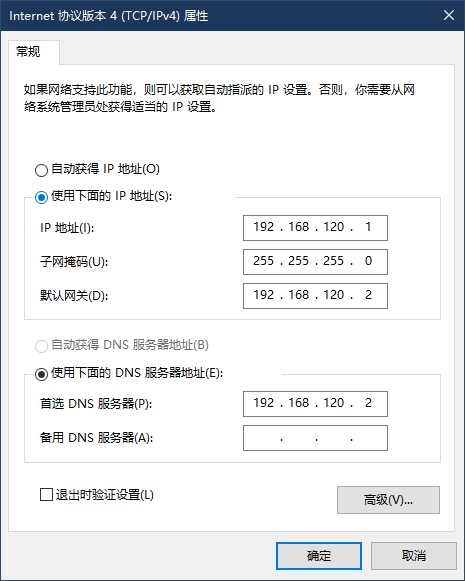 Internet 协议版本 4 (TCP/IPv4) 属性
常规
如果网络支持此功能，则可以获取自动指派的 IP 设置。否则，你需要从网
络系统管理员处获得适当的 IP 设置。
自动获得 IP 地址(O)
使用下面的 IP 地址(S):
IP 地址(I): 192 . 168 . 120 . 1
子网掩码(U): 255 . 255 . 255 . 0
默认网关(D): 192 . 168 . 120 . 2
自动获得 DNS 服务器地址(B)
使用下面的 DNS 服务器地址(E):
首选 DNS 服务器(P): 192 . 168 . 120 . 2
备用 DNS 服务器(A): . . .
退出时验证设置(L)
高级(V)...
确定 取消